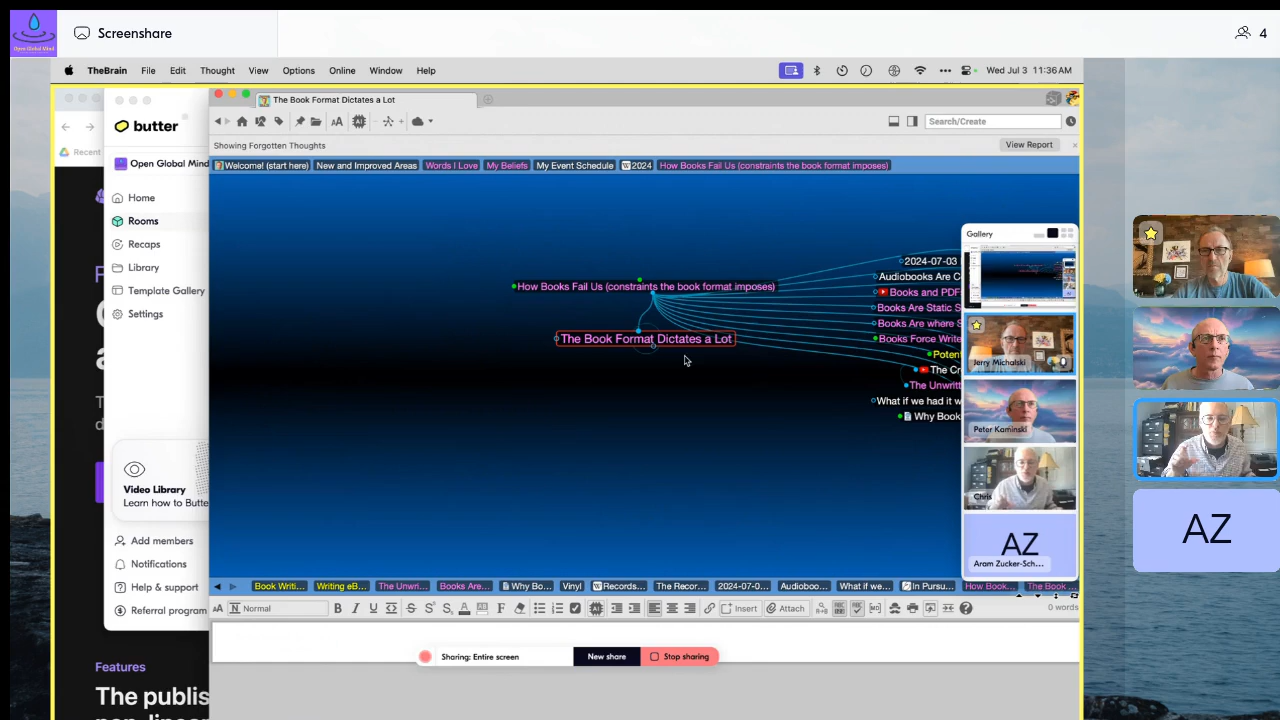 Open Global Mind
Screenshare
4
TheBrain File Edit Thought View Options Online Window Help
Wed Jul 3 11:36AM
The Book Format Dictates a Lot
butter
Search/Create
Recent
Showing Forgotten Thoughts
View Report
Open Global Mind
Welcome! (start here) New and Improved Areas Words I Love My Beliefs My Event Schedule 2024 How Books Fail Us (constraints the book format imposes)
Home
Rooms
Recaps
Library
Template Gallery
Settings
Gallery
How Books Fail Us (constraints the book format imposes)
The Book Format Dictates a Lot
2024-07-03
Audiobooks Are C
Books and PDF
Books Are Static S
Books Are where S
Books Force Write
Poten
The Cr
The Unwritt
What if we had it w
Why Book
Jerry Michalski
Peter Kaminski
Chris
AZ
Aram Zucker-Sch...
AZ
Video Library
Learn how to Butte
Add members
Notifications
Help & support
Referral program
Book Writi... Writing eB... The Unwri... Books Are... Why Bo... Vinyl Records... The Recor... 2024-07-0... Audioboo... What if we... In Pursu... How Book... The Book...
Normal B I U S Insert Attach 0 words
Sharing: Entire screen New share Stop sharing
Features
The publis